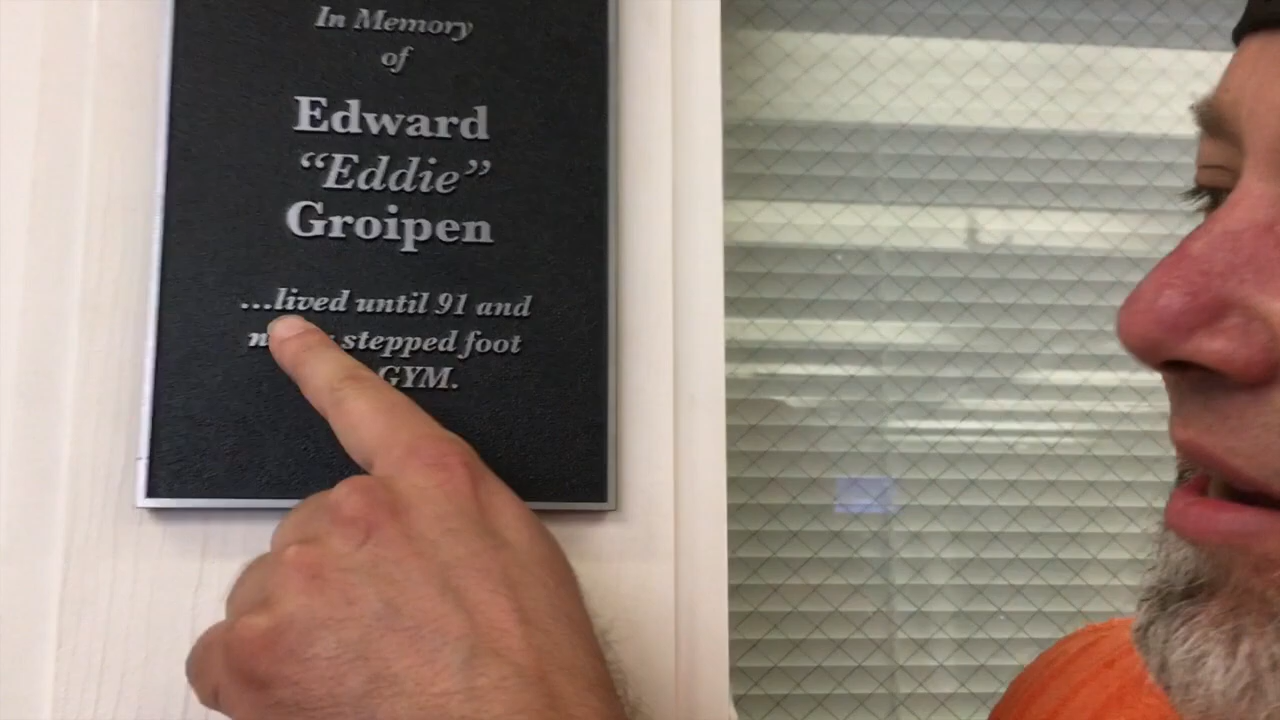 In Memory
of
Edward
“Eddie”
Groipen
...lived until 91 and
stepped foot
GYM.